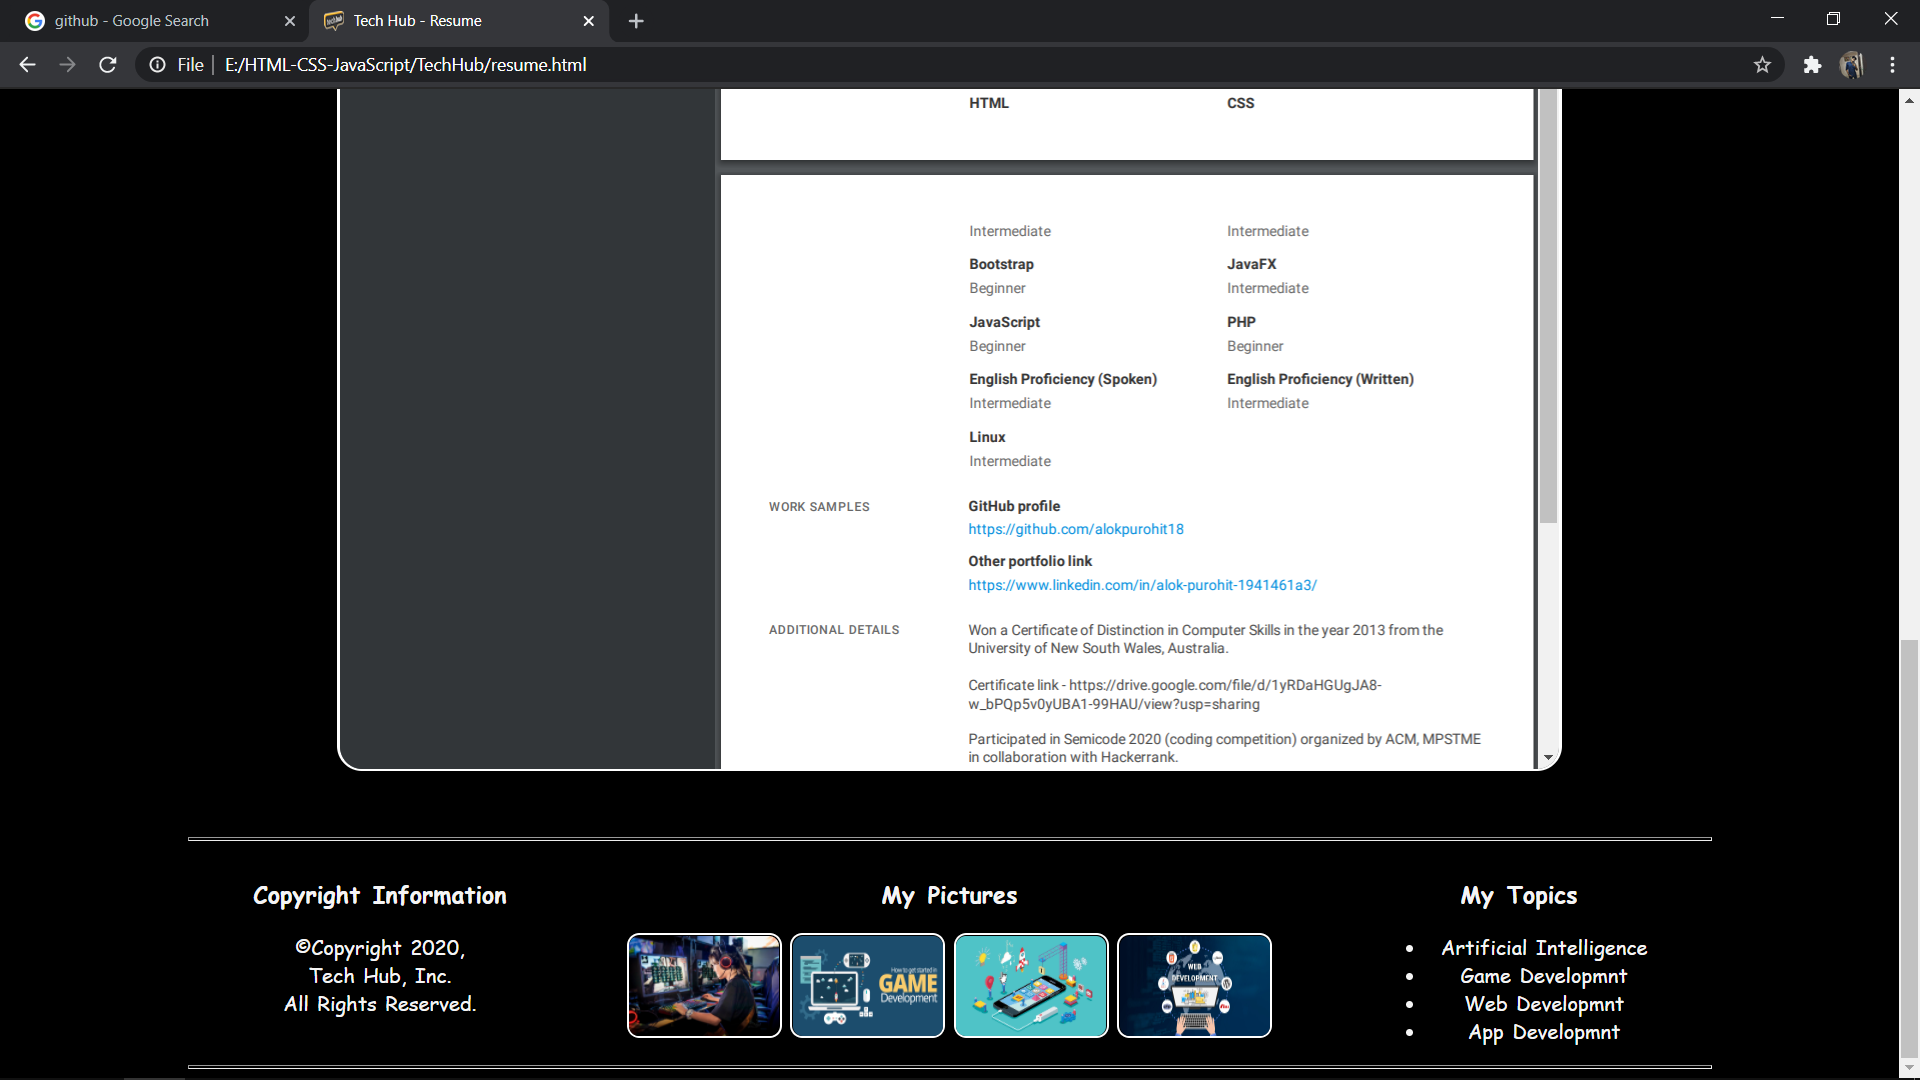 github - Google Search
Tech Hub - Resume
File
E:/HTML-CSS-JavaScript/TechHub/resume.html
HTML CSS
Intermediate Intermediate
Bootstrap JavaFX
Beginner Intermediate
JavaScript PHP
Beginner Beginner
English Proficiency (Spoken) English Proficiency (Written)
Intermediate Intermediate
Linux
Intermediate
WORK SAMPLES GitHub profile
https://github.com/alokpurohit18
Other portfolio link
https://www.linkedin.com/in/alok-purohit-1941461a3/
ADDITIONAL DETAILS Won a Certificate of Distinction in Computer Skills in the year 2013 from the
University of New South Wales, Australia.
Certificate link - https://drive.google.com/file/d/1yRDaHGUgJA8-
w_bPQp5v0yUBA1-99HAU/view?usp=sharing
Participated in Semicode 2020 (coding competition) organized by ACM, MPSTME
in collaboration with Hackerrank.
Copyright Information
©Copyright 2020,
Tech Hub, Inc.
All Rights Reserved.
My Pictures
How to get started in
GAME
Development
WEB
DEVELOPMENT
My Topics
• Artificial Intelligence
• Game Developmnt
• Web Developmnt
• App Developmnt